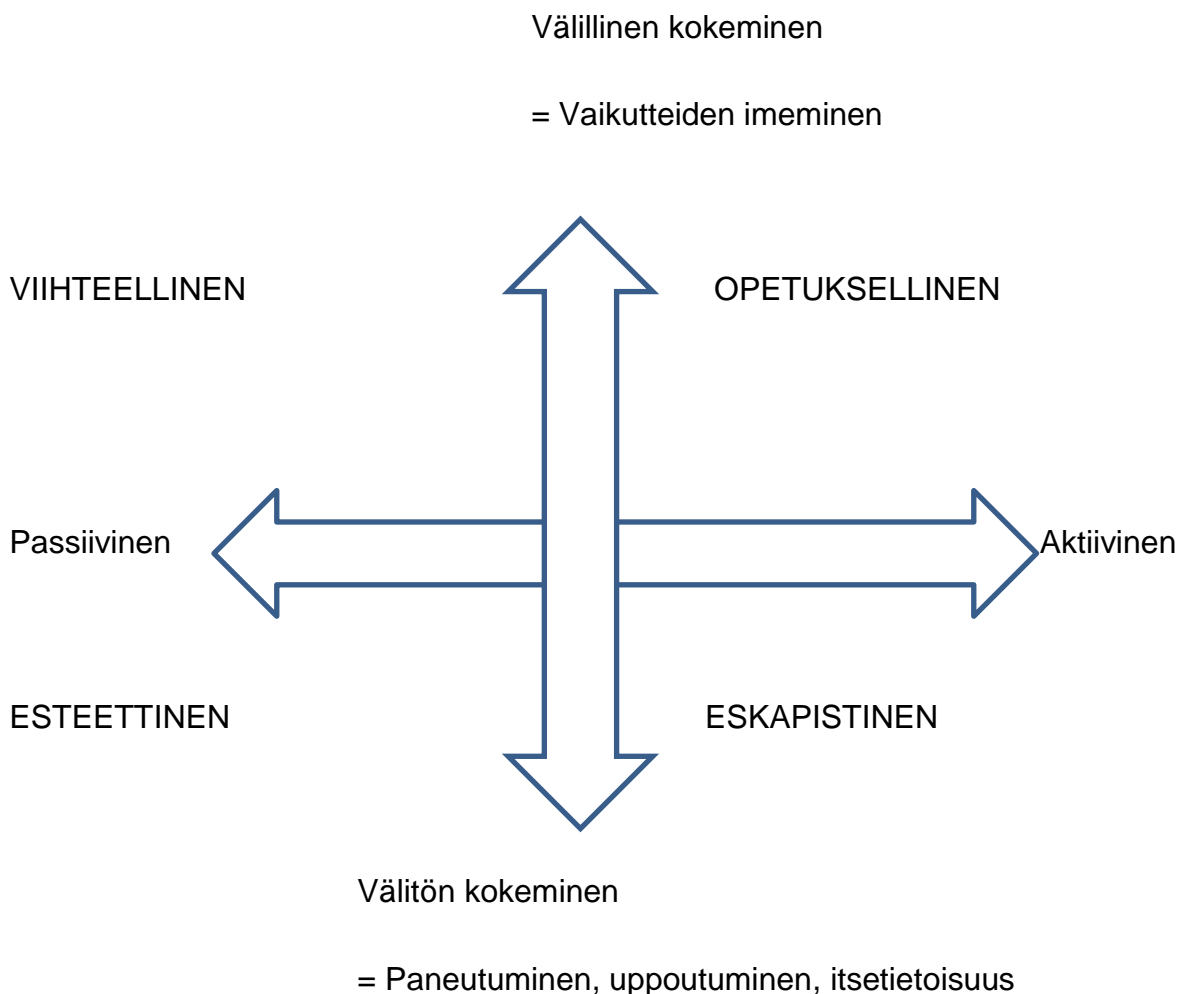 Välillinen kokeminen
= Vaikutteiden imeminen
VIIHTEELLINEN
OPETUKSELLINEN
Passiivinen
Aktiivinen
ESTEETTINEN
ESKAPISTINEN
Välitön kokeminen
= Paneutuminen, uppoutuminen, itsetietoisuus